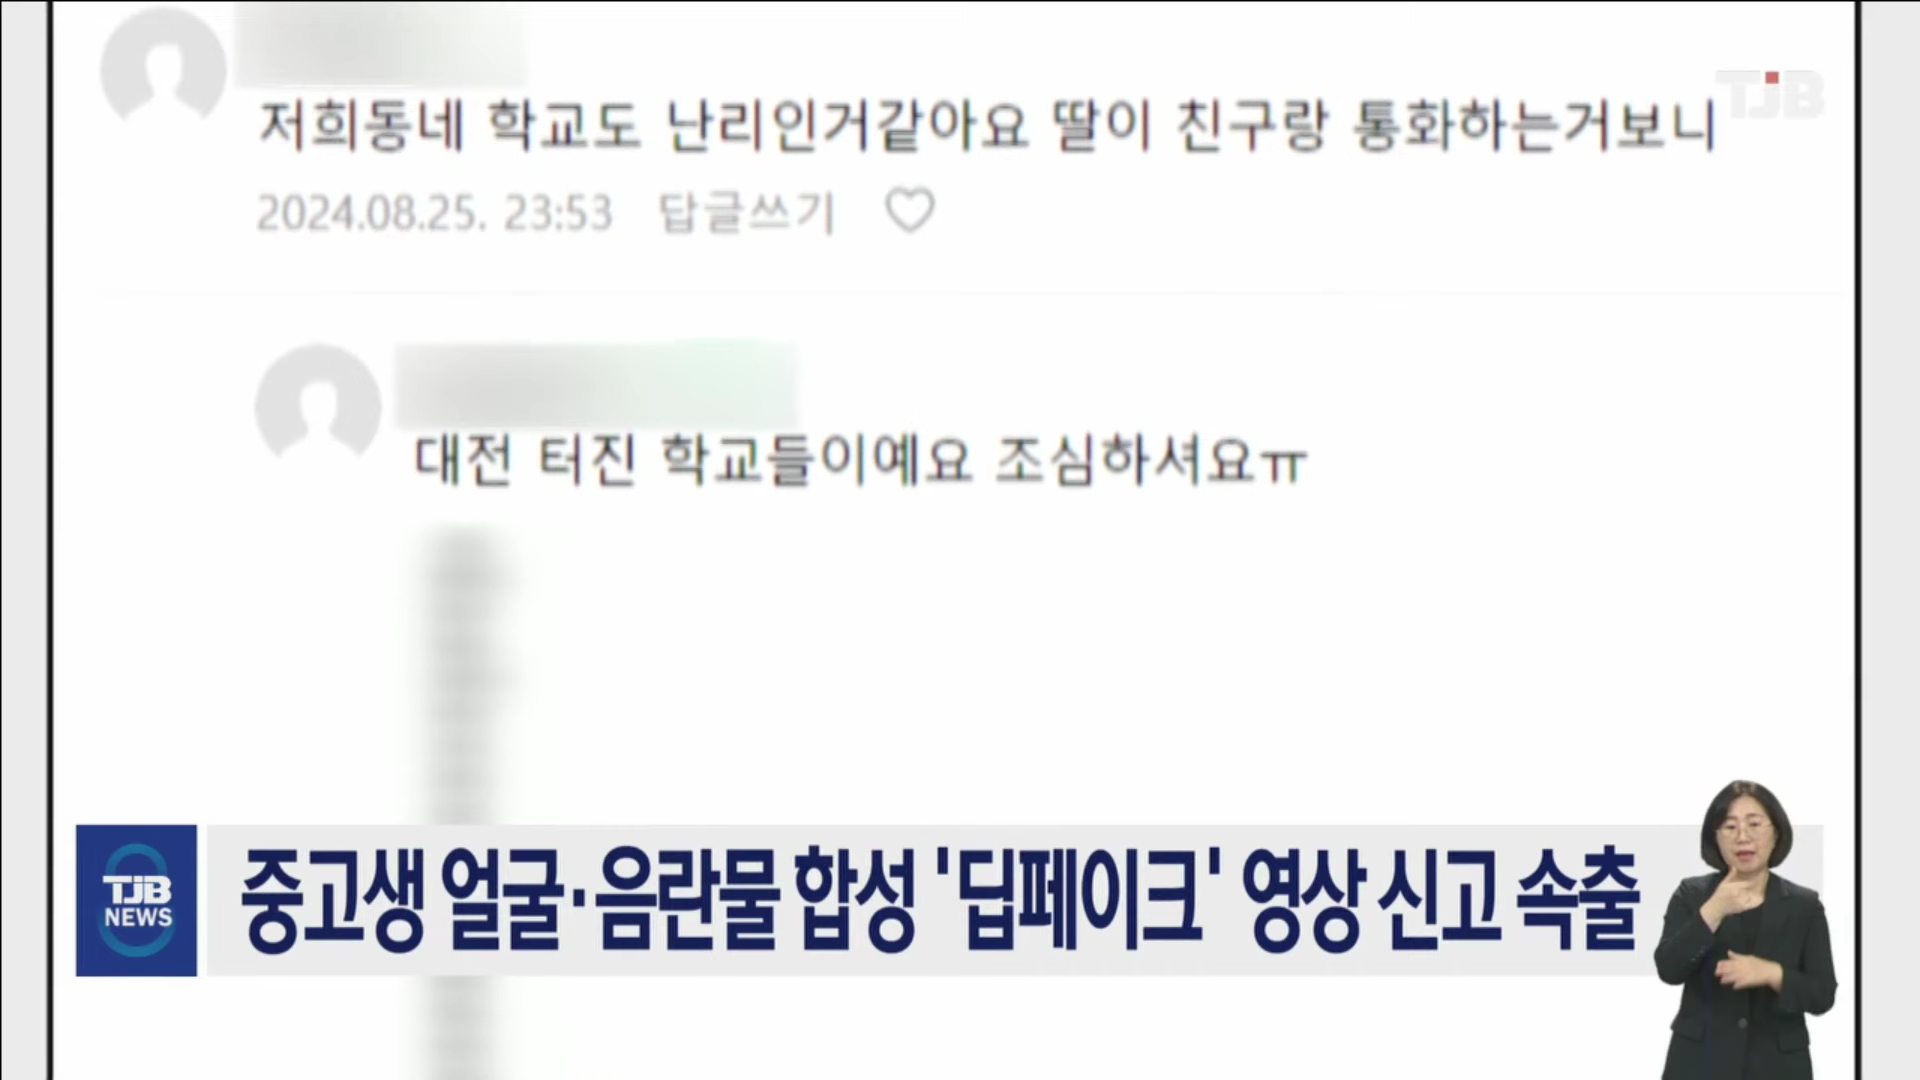 TJB
저희동네 학교도 난리인거같아요 딸이 친구랑 통화하는거보니
2024.08.25. 23:53 답글쓰기
대전 터진 학교들이예요 조심하셔요ㅠ
TJB
NEWS
중고생 얼굴·음란물 합성 '딥페이크' 영상 신고 속출